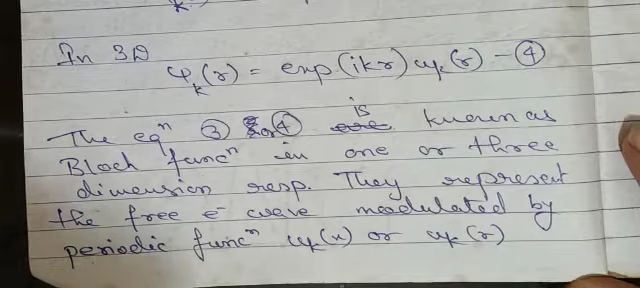 In 3D
ψk(r) = exp(ikr) uk(r) - ④
The eqⁿ ③ or ④ is known as
Bloch funcⁿ in one or three
dimension resp. They represent
the free e⁻ wave modulated by
periodic funcⁿ uk(x) or uk(r)